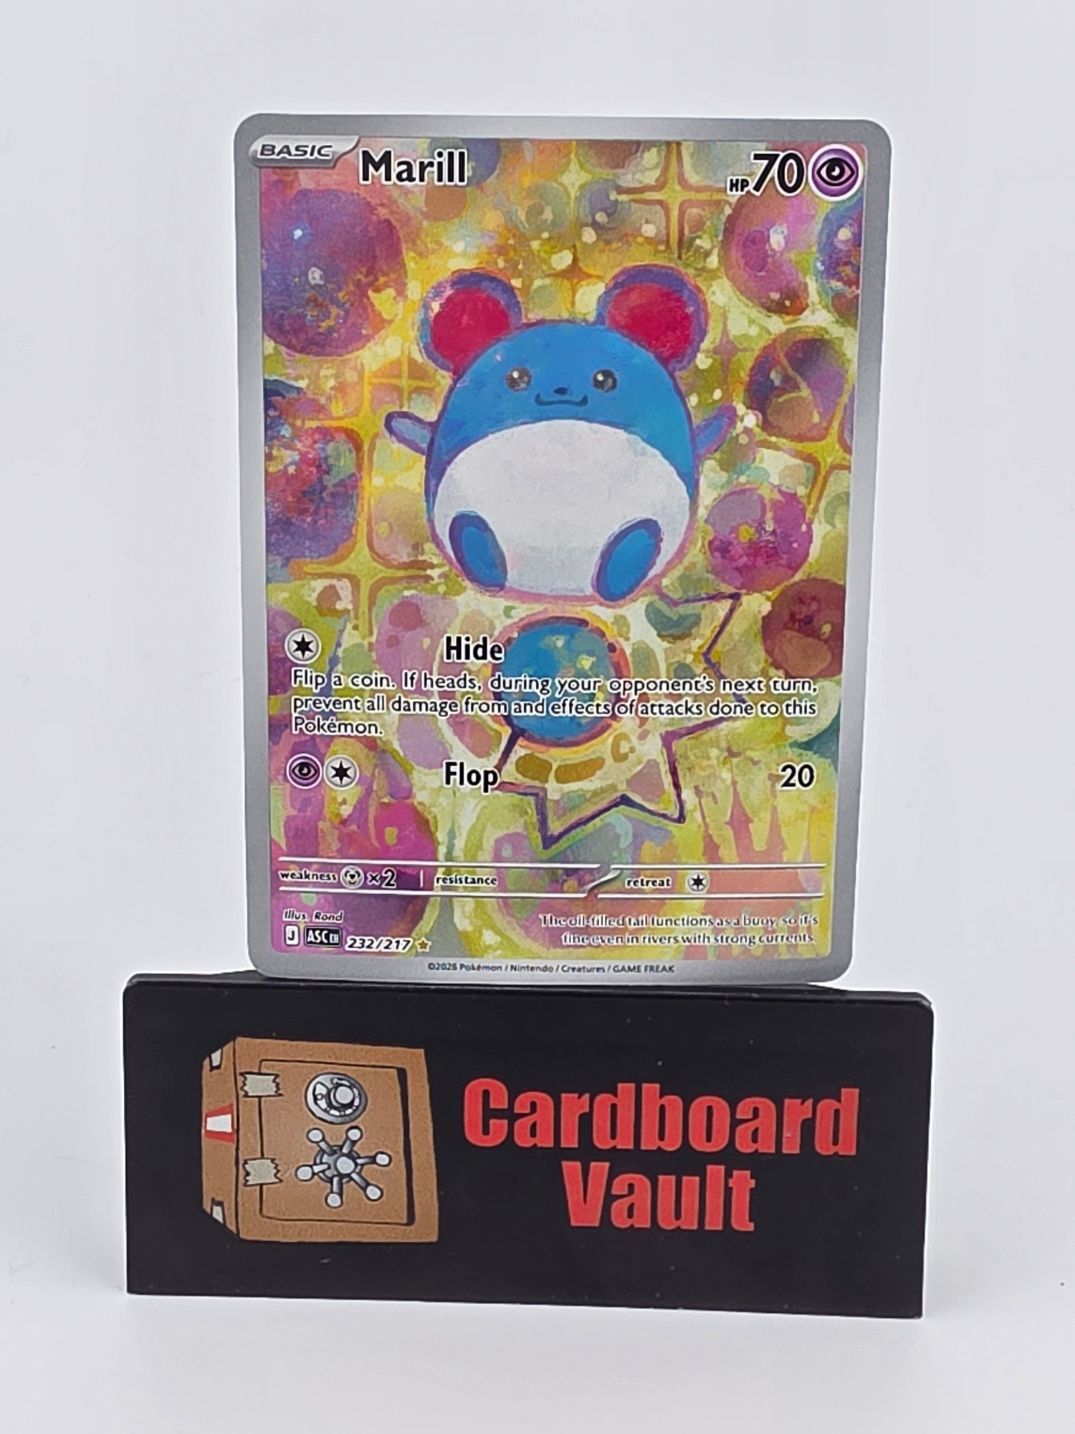 BASIC
Marill
HP 70
Hide
Flip a coin. If heads, during your opponent's next turn,
prevent all damage from and effects of attacks done to this
Pokémon.
Flop 20
weakness ×2 resistance retreat
Illus. Rond
The oil-filled tail functions as a buoy, so it's
fine even in rivers with strong currents.
J ASC EN 232/217
©2026 Pokémon / Nintendo / Creatures / GAME FREAK
Cardboard
Vault